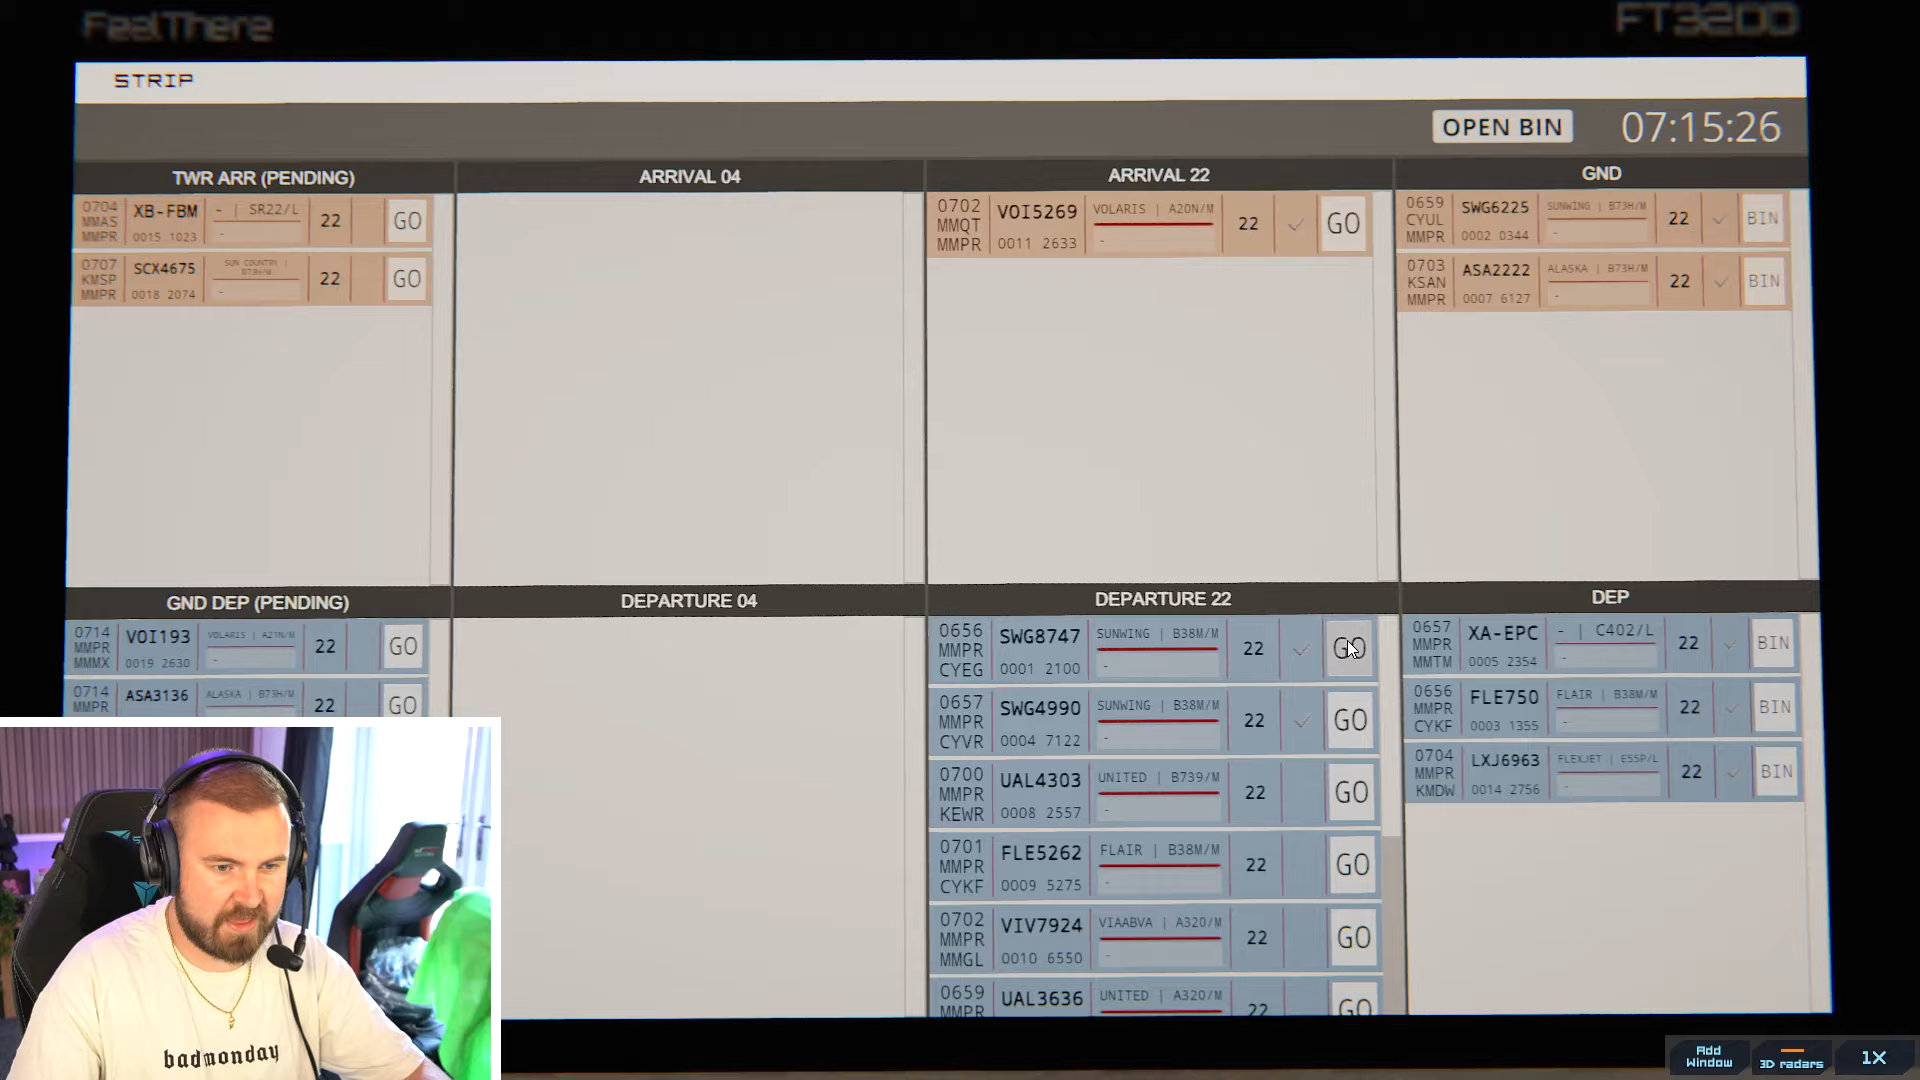 FeelThere
FT3200
STRIP
OPEN BIN
07:15:26
TWR ARR (PENDING)
0704
MMAS
MMPR
XB-FBM
0015 1023
- | SR22/L
-
22
GO
0707
KMSP
MMPR
SCX4675
0018 2074
SUN COUNTRY |
B73H/M
-
22
GO
ARRIVAL 04
ARRIVAL 22
0702
MMQT
MMPR
VOI5269
0011 2633
VOLARIS | A20N/M
-
22
GO
GND
0659
CYUL
MMPR
SWG6225
0002 0344
SUNWING | B73H/M
-
22
BIN
0703
KSAN
MMPR
ASA2222
0007 6127
ALASKA | B73H/M
-
22
BIN
GND DEP (PENDING)
0714
MMPR
MMMX
VOI193
0019 2630
VOLARIS | A21N/M
-
22
GO
0714
MMPR
ASA3136
ALASKA | B73H/M
22
GO
DEPARTURE 04
DEPARTURE 22
0656
MMPR
CYEG
SWG8747
0001 2100
SUNWING | B38M/M
-
22
GO
0657
MMPR
CYVR
SWG4990
0004 7122
SUNWING | B38M/M
-
22
GO
0700
MMPR
KEWR
UAL4303
0008 2557
UNITED | B739/M
-
22
GO
0701
MMPR
CYKF
FLE5262
0009 5275
FLAIR | B38M/M
-
22
GO
0702
MMPR
MMGL
VIV7924
0010 6550
VIAABVA | A320/M
-
22
GO
0659
MMPR
UAL3636
UNITED | A320/M
22
GO
DEP
0657
MMPR
MMTM
XA-EPC
0005 2354
- | C402/L
-
22
BIN
0656
MMPR
CYKF
FLE750
0003 1355
FLAIR | B38M/M
-
22
BIN
0704
MMPR
KMDW
LXJ6963
0014 2756
FLEXJET | E55P/L
-
22
BIN
badmonday
Add
Window
3D radars
1X